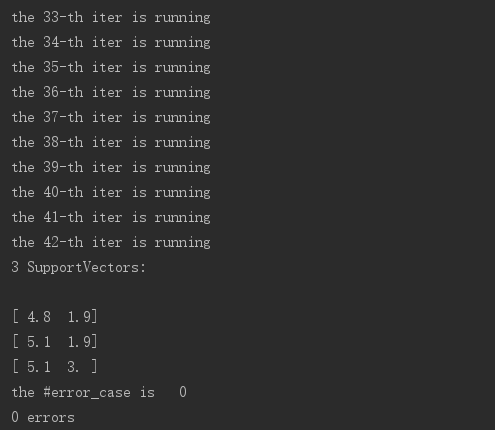 the 33-th iter is running
the 34-th iter is running
the 35-th iter is running
the 36-th iter is running
the 37-th iter is running
the 38-th iter is running
the 39-th iter is running
the 40-th iter is running
the 41-th iter is running
the 42-th iter is running
3 SupportVectors:
[ 4.8  1.9]
[ 5.1  1.9]
[ 5.1  3. ]
the #error_case is   0
0 errors